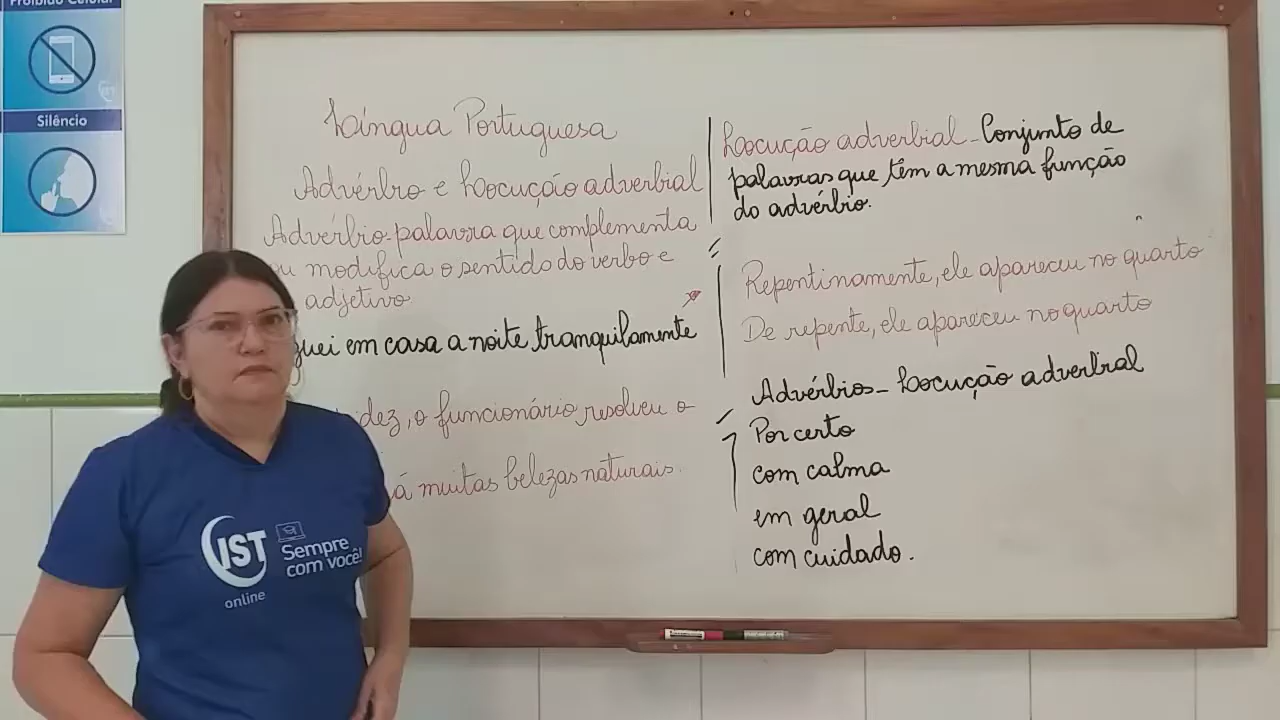 Proibido Celular
Silêncio
Língua Portuguesa
Advérbio e Locução adverbial
Advérbio-palavra que complementa
ou modifica o sentido do verbo e
adjetivo
guei em casa a noite tranquilamente
dez, o funcionário resolveu o
á muitas belezas naturais.
Locução adverbial - Conjunto de
palavras que têm a mesma função
do advérbio.
Repentinamente, ele apareceu no quarto
De repente, ele apareceu no quarto
Advérbios - Locução adverbial
Por certo
com calma
em geral
com cuidado.
IST
online
Sempre
com você!